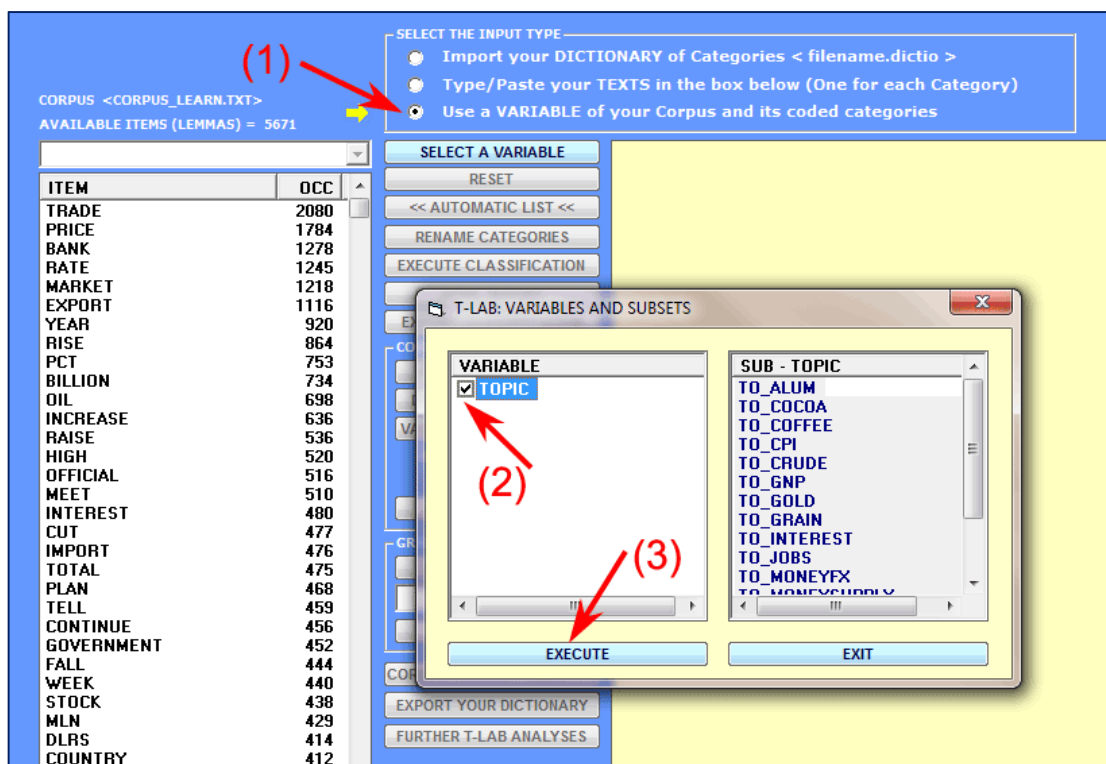 SELECT THE INPUT TYPE
(1)
Import your DICTIONARY of Categories < filename.dictio >
Type/Paste your TEXTS in the box below (One for each Category)
Use a VARIABLE of your Corpus and its coded categories
CORPUS <CORPUS_LEARN.TXT>
AVAILABLE ITEMS (LEMMAS) = 5671
ITEM OCC
TRADE 2080
PRICE 1784
BANK 1278
RATE 1245
MARKET 1218
EXPORT 1116
YEAR 920
RISE 864
PCT 753
BILLION 734
OIL 698
INCREASE 636
RAISE 536
HIGH 520
OFFICIAL 516
MEET 510
INTEREST 480
CUT 477
IMPORT 476
TOTAL 475
PLAN 468
TELL 459
CONTINUE 456
GOVERNMENT 452
FALL 444
WEEK 440
STOCK 438
MLN 429
DLRS 414
COUNTRY 412
SELECT A VARIABLE
RESET
<< AUTOMATIC LIST <<
RENAME CATEGORIES
EXECUTE CLASSIFICATION
T-LAB: VARIABLES AND SUBSETS
VARIABLE
TOPIC
(2)
(3)
SUB - TOPIC
TO_ALUM
TO_COCOA
TO_COFFEE
TO_CPI
TO_CRUDE
TO_GNP
TO_GOLD
TO_GRAIN
TO_INTEREST
TO_JOBS
TO_MONEYFX
TO_MONEYSUPPLY
EXECUTE
EXIT
EXPORT YOUR DICTIONARY
FURTHER T-LAB ANALYSES